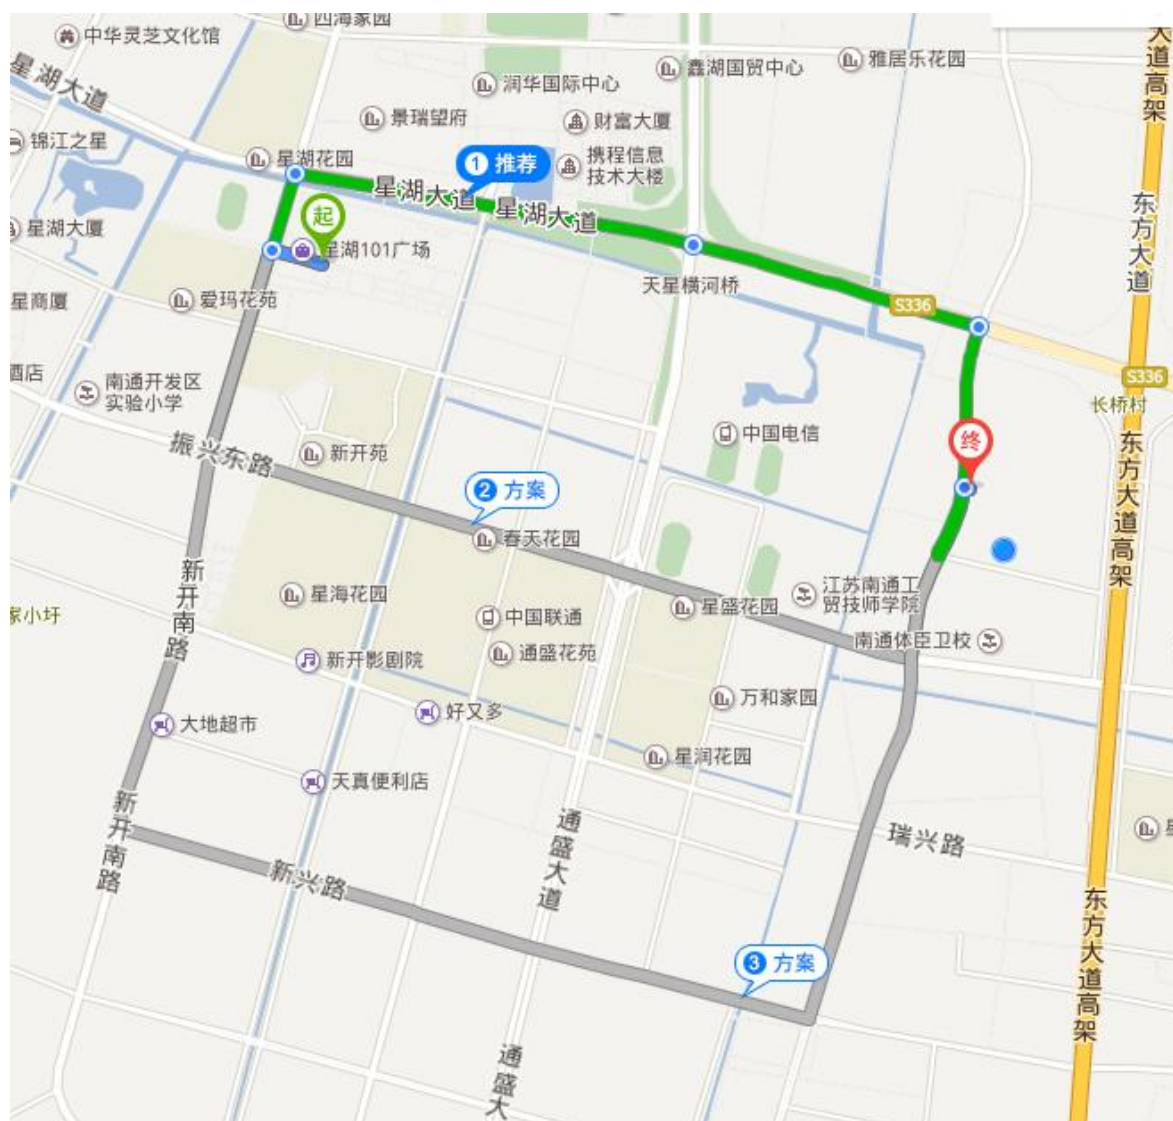 四海家园
中华灵芝文化馆
星湖大道
大道高架
雅居乐花园
鑫湖国贸中心
润华国际中心
景瑞望府
财富大厦
锦江之星
星湖花园
1 推荐
携程信息
技术大楼
星湖大道
星湖大道
东方大道
起
星湖大厦
星湖101广场
天星横河桥
星商厦
爱玛花苑
S336
S336
酒店
南通开发区
实验小学
长桥村
振兴东路
新开苑
中国电信
终
东方大道高架
2 方案
春天花园
新开南路
星海花园
中国联通
星盛花园
江苏南通工
贸技师学院
家小圩
新开影剧院
通盛花苑
南通体臣卫校
大地超市
好又多
万和家园
星润花园
天真便利店
新开南路
通盛大道
瑞兴路
新兴路
东方大道高架
3 方案
通盛大